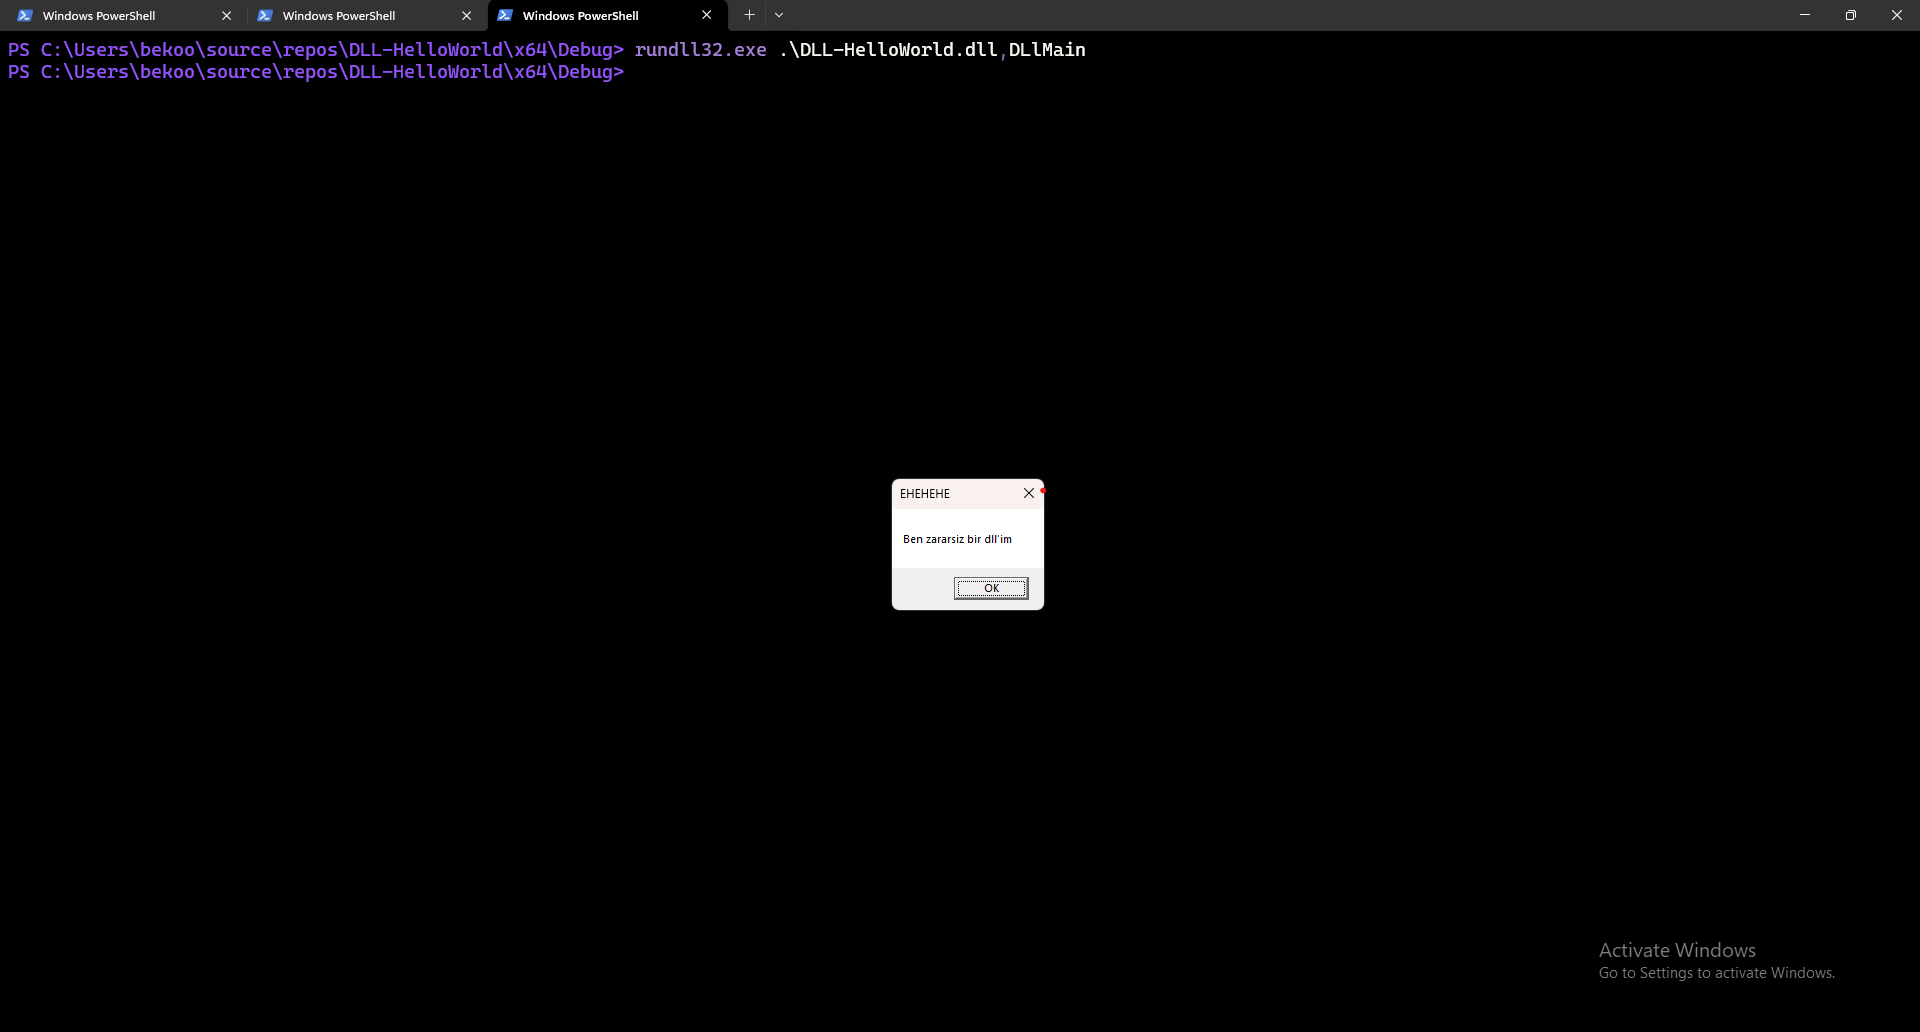 Windows PowerShell
Windows PowerShell
Windows PowerShell
PS C:\Users\bekoo\source\repos\DLL-HelloWorld\x64\Debug> rundll32.exe .\DLL-HelloWorld.dll,DLlMain
PS C:\Users\bekoo\source\repos\DLL-HelloWorld\x64\Debug>
EHEHEHE
Ben zararsiz bir dll'im
OK
Activate Windows
Go to Settings to activate Windows.